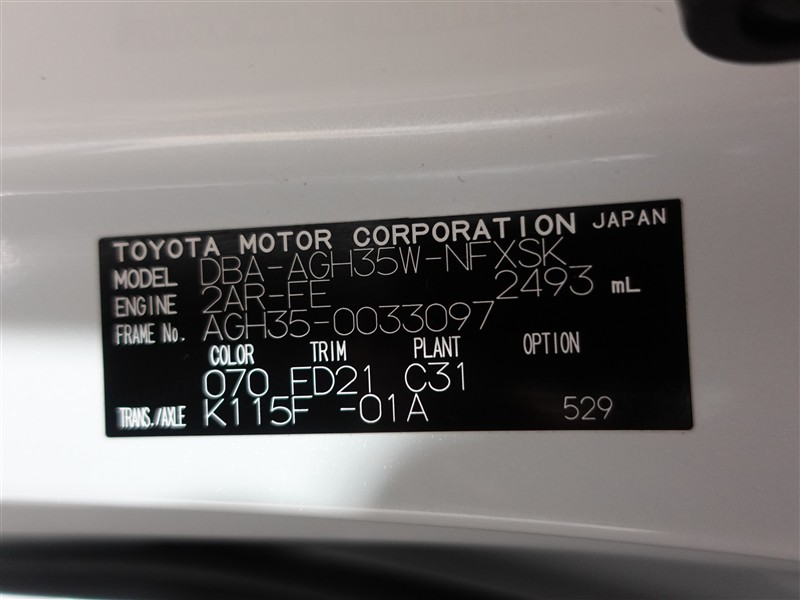 TOYOTA MOTOR CORPORATION JAPAN
MODEL DBA-AGH35W-NFXSK
ENGINE 2AR-FE 2493 mL
FRAME No. AGH35-0033097
COLOR TRIM PLANT OPTION
070 FD21 C31
TRANS./AXLE K115F -01A 529